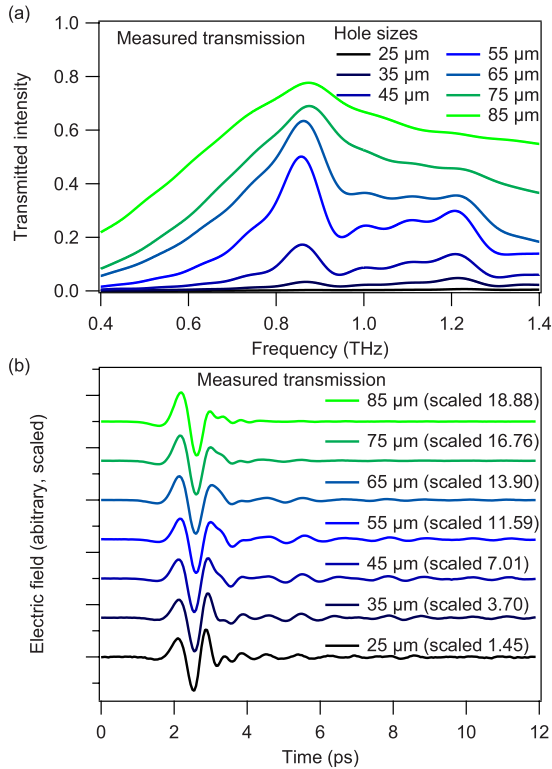 (a)
1.0
0.8
0.6
0.4
0.2
0.0
Transmitted intensity
Measured transmission
Hole sizes
25 µm
35 µm
45 µm
55 µm
65 µm
75 µm
85 µm
0.4 0.6 0.8 1.0 1.2 1.4
Frequency (THz)
(b)
Electric field (abitrary, scaled)
Measured transmission
85 µm (scaled 18.88)
75 µm (scaled 16.76)
65 µm (scaled 13.90)
55 µm (scaled 11.59)
45 µm (scaled 7.01)
35 µm (scaled 3.70)
25 µm (scaled 1.45)
0 2 4 6 8 10 12
Time (ps)